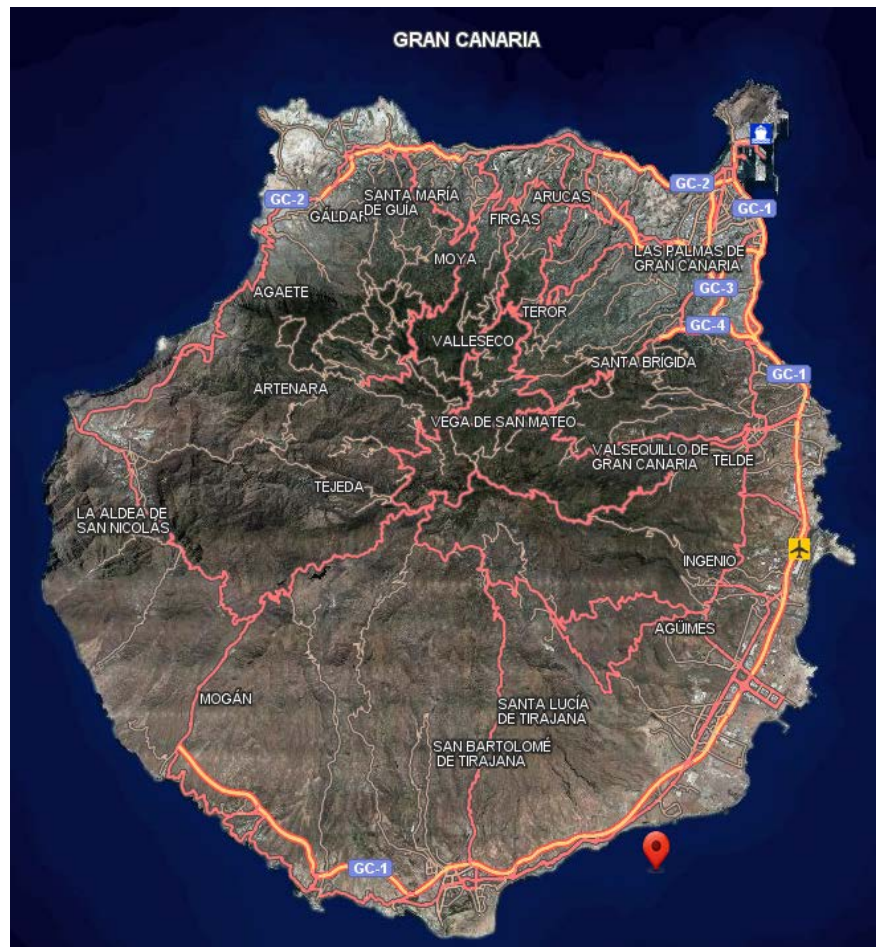 GRAN CANARIA
GC-2
GC-2
GC-1
SANTA MARÍA
DE GUÍA
GÁLDAR
ARUCAS
FIRGAS
MOYA
LAS PALMAS DE
GRAN CANARIA
GC-3
AGAETE
TEROR
GC-4
VALLESECO
SANTA BRÍGIDA
GC-1
ARTENARA
VEGA DE SAN MATEO
VALSEQUILLO DE
GRAN CANARIA
TELDE
TEJEDA
LA ALDEA DE
SAN NICOLÁS
INGENIO
AGÜIMES
MOGÁN
SANTA LUCÍA
DE TIRAJANA
SAN BARTOLOMÉ
DE TIRAJANA
GC-1